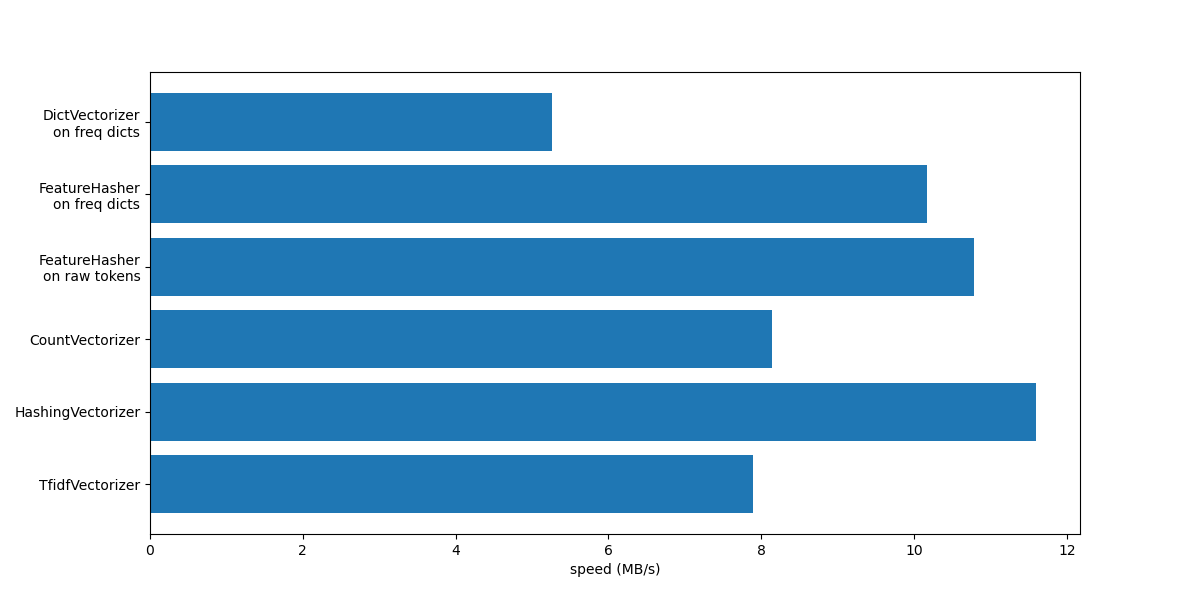 DictVectorizer
on freq dicts
FeatureHasher
on freq dicts
FeatureHasher
on raw tokens
CountVectorizer
HashingVectorizer
TfidfVectorizer
0 2 4 6 8 10 12
speed (MB/s)